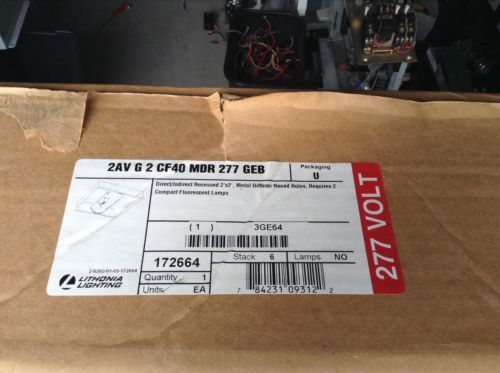 2AV G 2 CF40 MDR 277 GEB
Packaging
U
Direct/Indirect Recessed 2'x2', Metal Diffuser Round Holes, Requires 2
Compact Fluorescent Lamps
( 1 ) 3GE64
172664
Stack 6 Lamps NO
Quantity 1
Units EA
LITHONIA
LIGHTING
7 84231 09312 2
277 VOLT